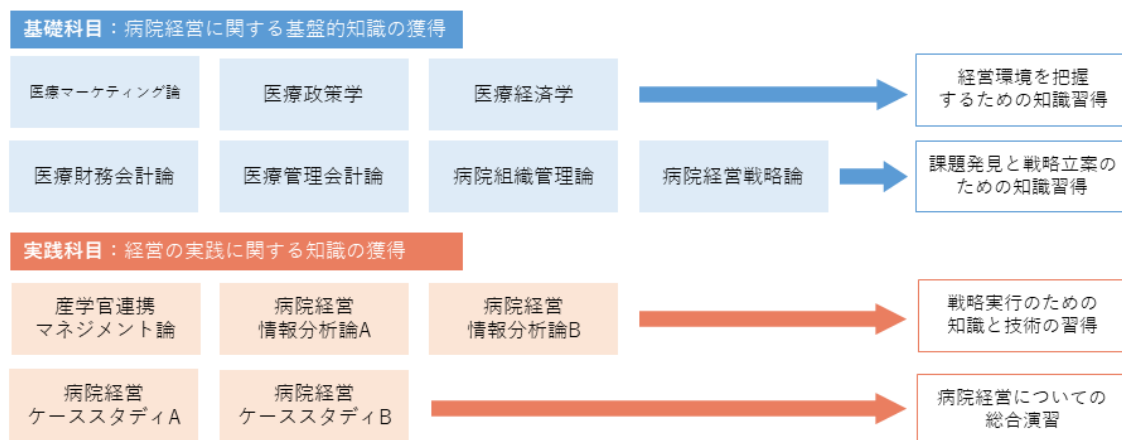 基礎科目：病院経営に関する基盤的知識の獲得
医療マーケティング論
医療政策学
医療経済学
経営環境を把握
するための知識習得
医療財務会計論
医療管理会計論
病院組織管理論
病院経営戦略論
課題発見と戦略立案の
ための知識習得
実践科目：経営の実践に関する知識の獲得
産学官連携
マネジメント論
病院経営
情報分析論A
病院経営
情報分析論B
戦略実行のための
知識と技術の習得
病院経営
ケーススタディA
病院経営
ケーススタディB
病院経営についての
総合演習